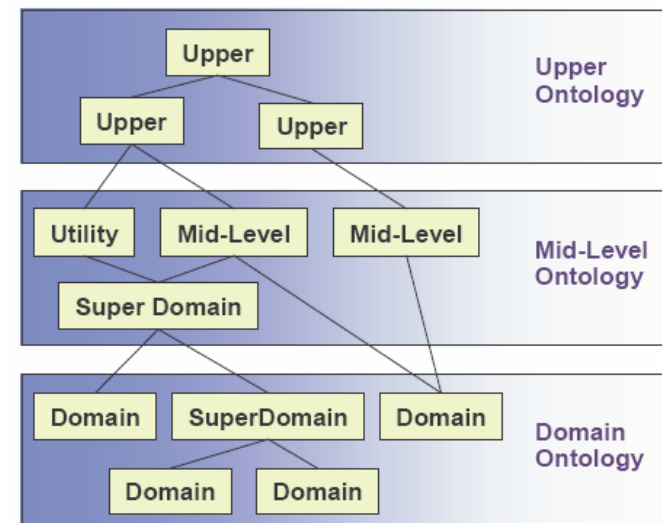 Upper
Upper
Upper
Upper
Ontology
Utility
Mid-Level
Mid-Level
Super Domain
Mid-Level
Ontology
Domain
SuperDomain
Domain
Domain
Domain
Domain
Ontology